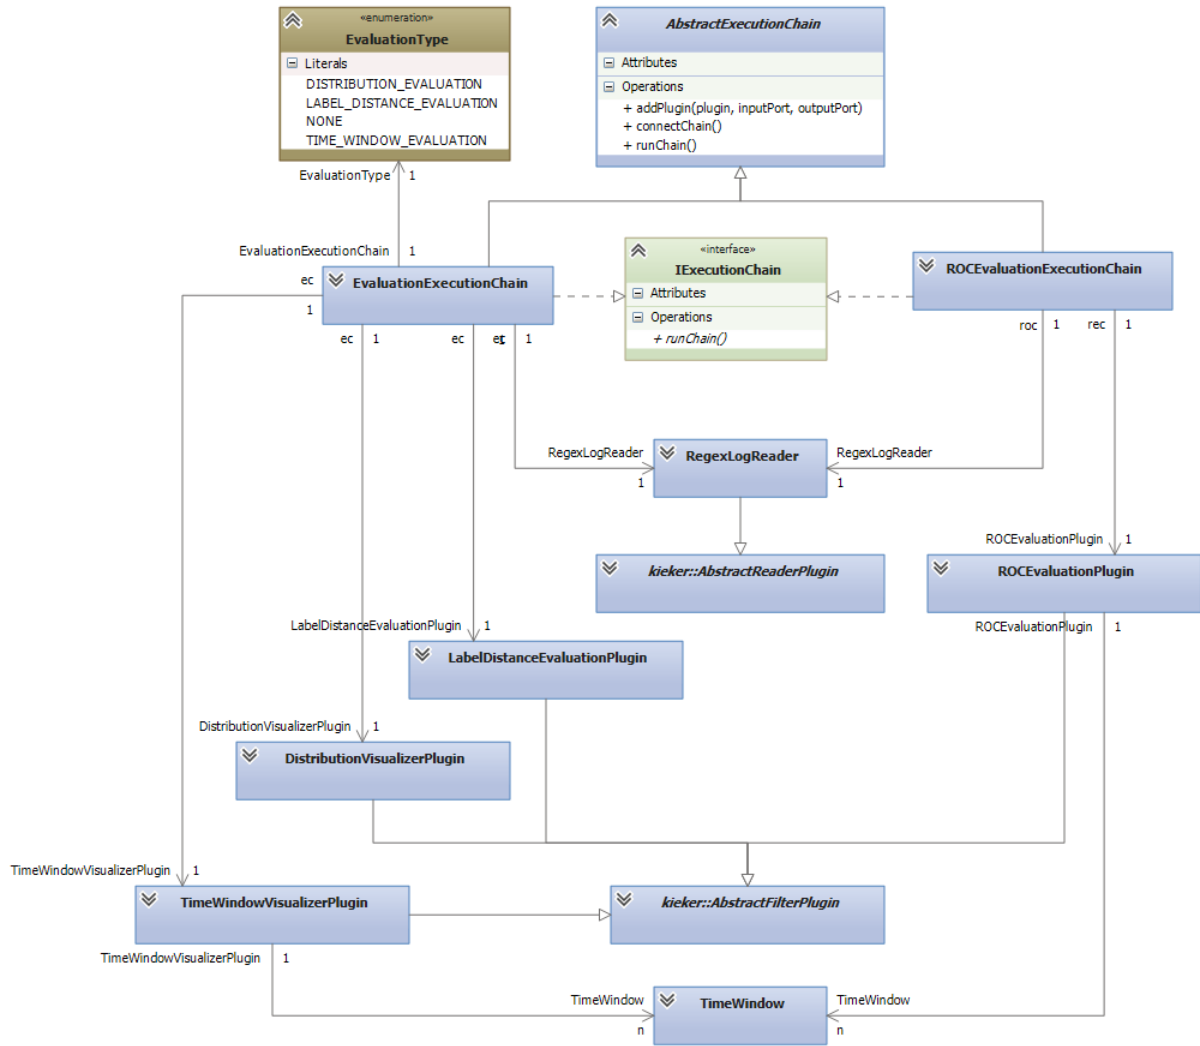 «enumeration»
EvaluationType
Literals
DISTRIBUTION_EVALUATION
LABEL_DISTANCE_EVALUATION
NONE
TIME_WINDOW_EVALUATION
AbstractExecutionChain
Attributes
Operations
+ addPlugin(plugin, inputPort, outputPort)
+ connectChain()
+ runChain()
EvaluationType 1
EvaluationExecutionChain 1
«interface»
IExecutionChain
Attributes
Operations
+ runChain()
EvaluationExecutionChain
ROCEvaluationExecutionChain
ec
1
ec 1
ec
1
roc 1
rec 1
RegexLogReader
1
RegexLogReader
RegexLogReader
1
kieker::AbstractReaderPlugin
ROCEvaluationPlugin 1
ROCEvaluationPlugin
ROCEvaluationPlugin 1
LabelDistanceEvaluationPlugin 1
LabelDistanceEvaluationPlugin
DistributionVisualizerPlugin 1
DistributionVisualizerPlugin
TimeWindowVisualizerPlugin 1
TimeWindowVisualizerPlugin
kieker::AbstractFilterPlugin
TimeWindowVisualizerPlugin 1
TimeWindow
n
TimeWindow
TimeWindow
n